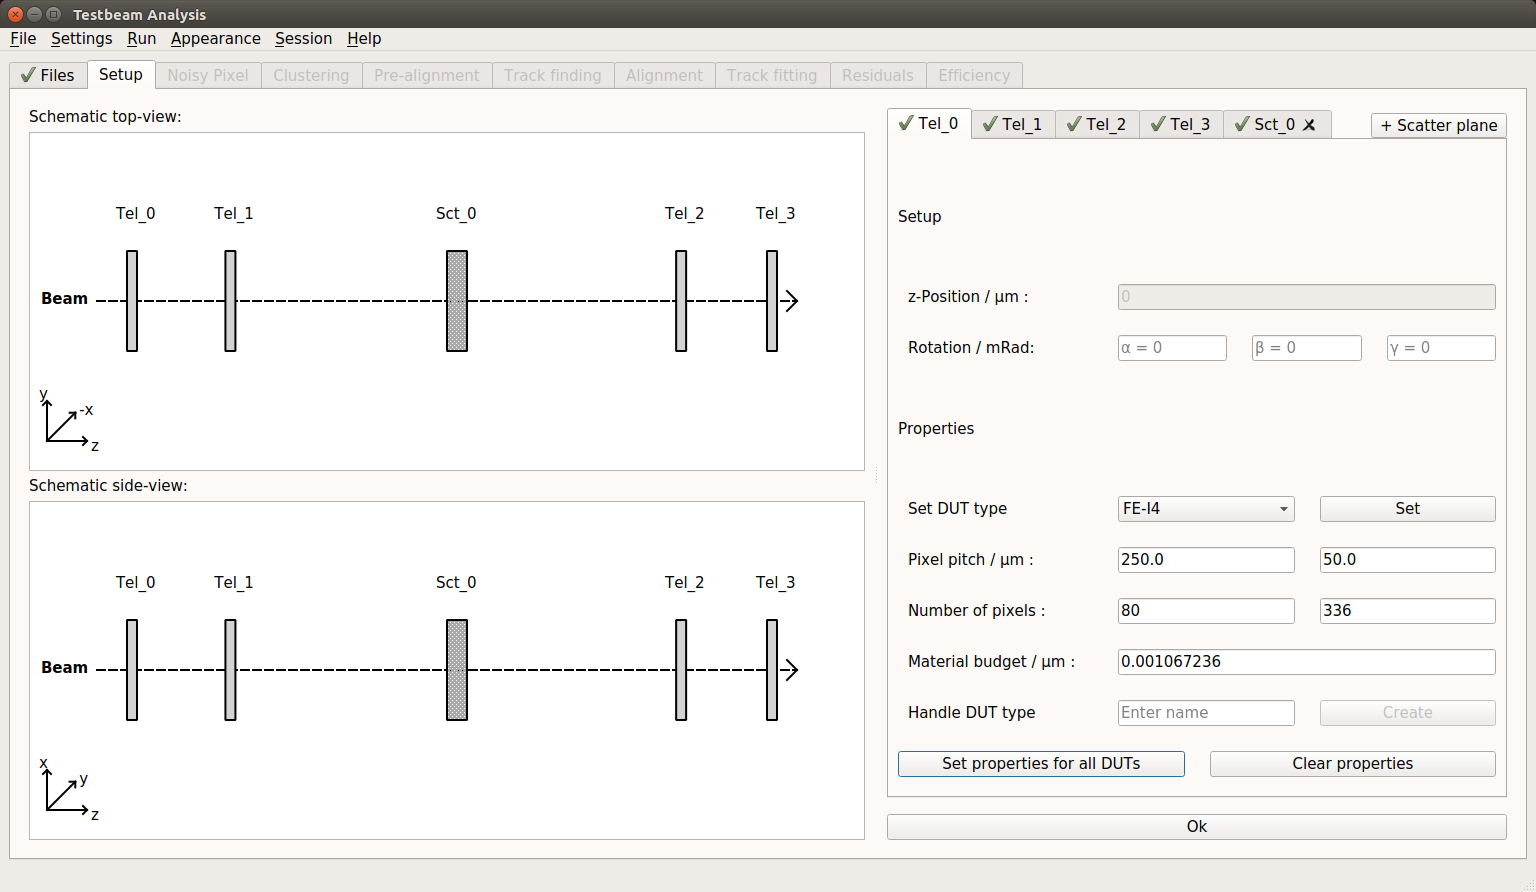 Testbeam Analysis
File Settings Run Appearance Session Help
Files Setup Noisy Pixel Clustering Pre-alignment Track finding Alignment Track fitting Residuals Efficiency
Schematic top-view:
Tel_0 Tel_1 Sct_0 Tel_2 Tel_3
Beam
y
-x
z
Schematic side-view:
Tel_0 Tel_1 Sct_0 Tel_2 Tel_3
Beam
x
y
z
Tel_0 Tel_1 Tel_2 Tel_3 Sct_0 + Scatter plane
Setup
z-Position / μm : 0
Rotation / mRad: α = 0 β = 0 γ = 0
Properties
Set DUT type FE-I4 Set
Pixel pitch / μm : 250.0 50.0
Number of pixels : 80 336
Material budget / μm : 0.001067236
Handle DUT type Enter name Create
Set properties for all DUTs Clear properties
Ok